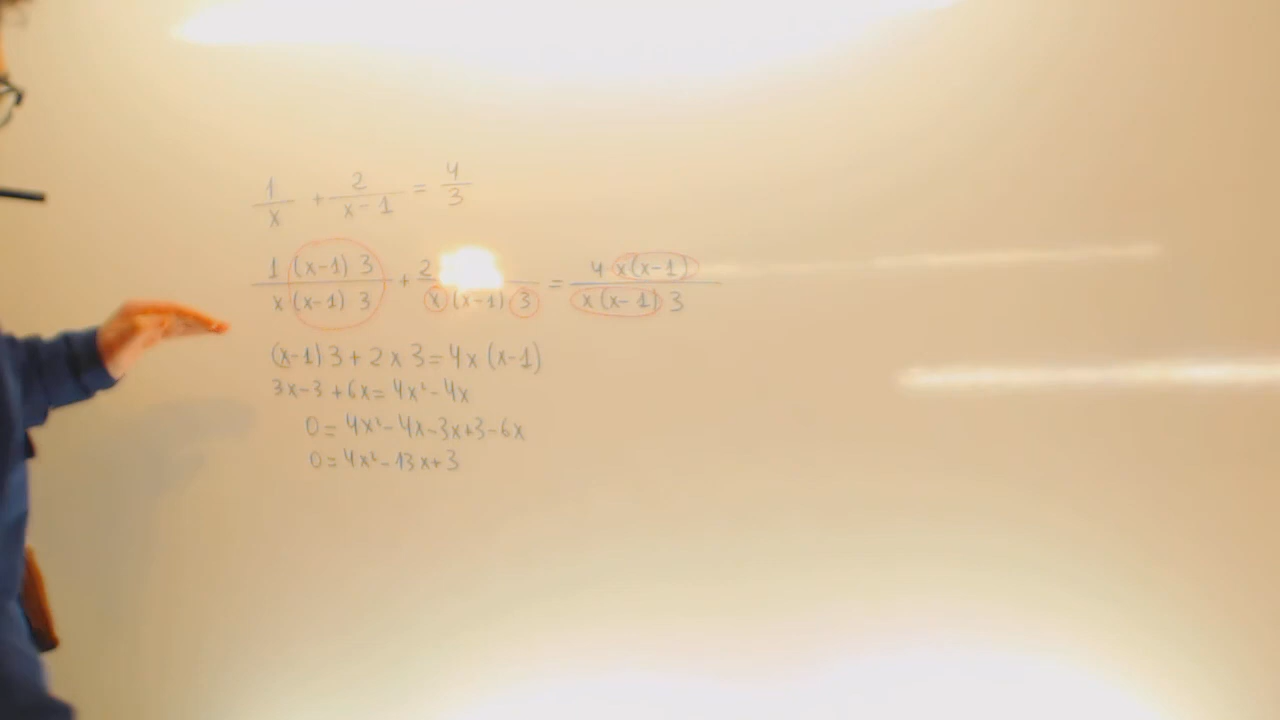 1/x + 2/(x-1) = 4/3
1 (x-1) 3 / x (x-1) 3 + 2 / x (x-1) 3 = 4 x(x-1) / x (x-1) 3
(x-1) 3 + 2 x 3 = 4x (x-1)
3x-3 + 6x = 4x² - 4x
0 = 4x² - 4x - 3x + 3 - 6x
0 = 4x² - 13x + 3